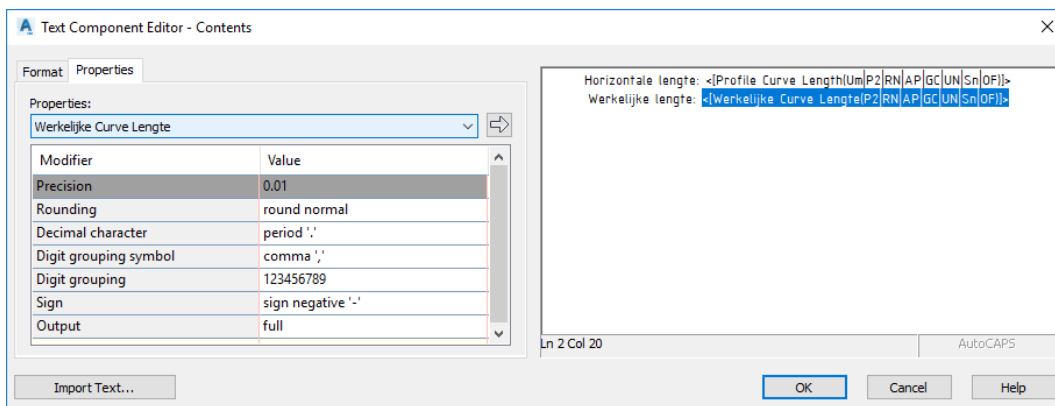 Text Component Editor - Contents
Format Properties
Properties:
Werkelijke Curve Lengte
Modifier Value
Precision 0.01
Rounding round normal
Decimal character period '.'
Digit grouping symbol comma ','
Digit grouping 123456789
Sign sign negative '-'
Output full
Horizontale lengte: <[Profile Curve Length(Um|P2|RN|AP|GC|UN|Sn|OF)]>
Werkelijke lengte: <[Werkelijke Curve Lengte(P2|RN|AP|GC|UN|Sn|OF)]>
Ln 2 Col 20
AutoCAPS
Import Text...
OK Cancel Help